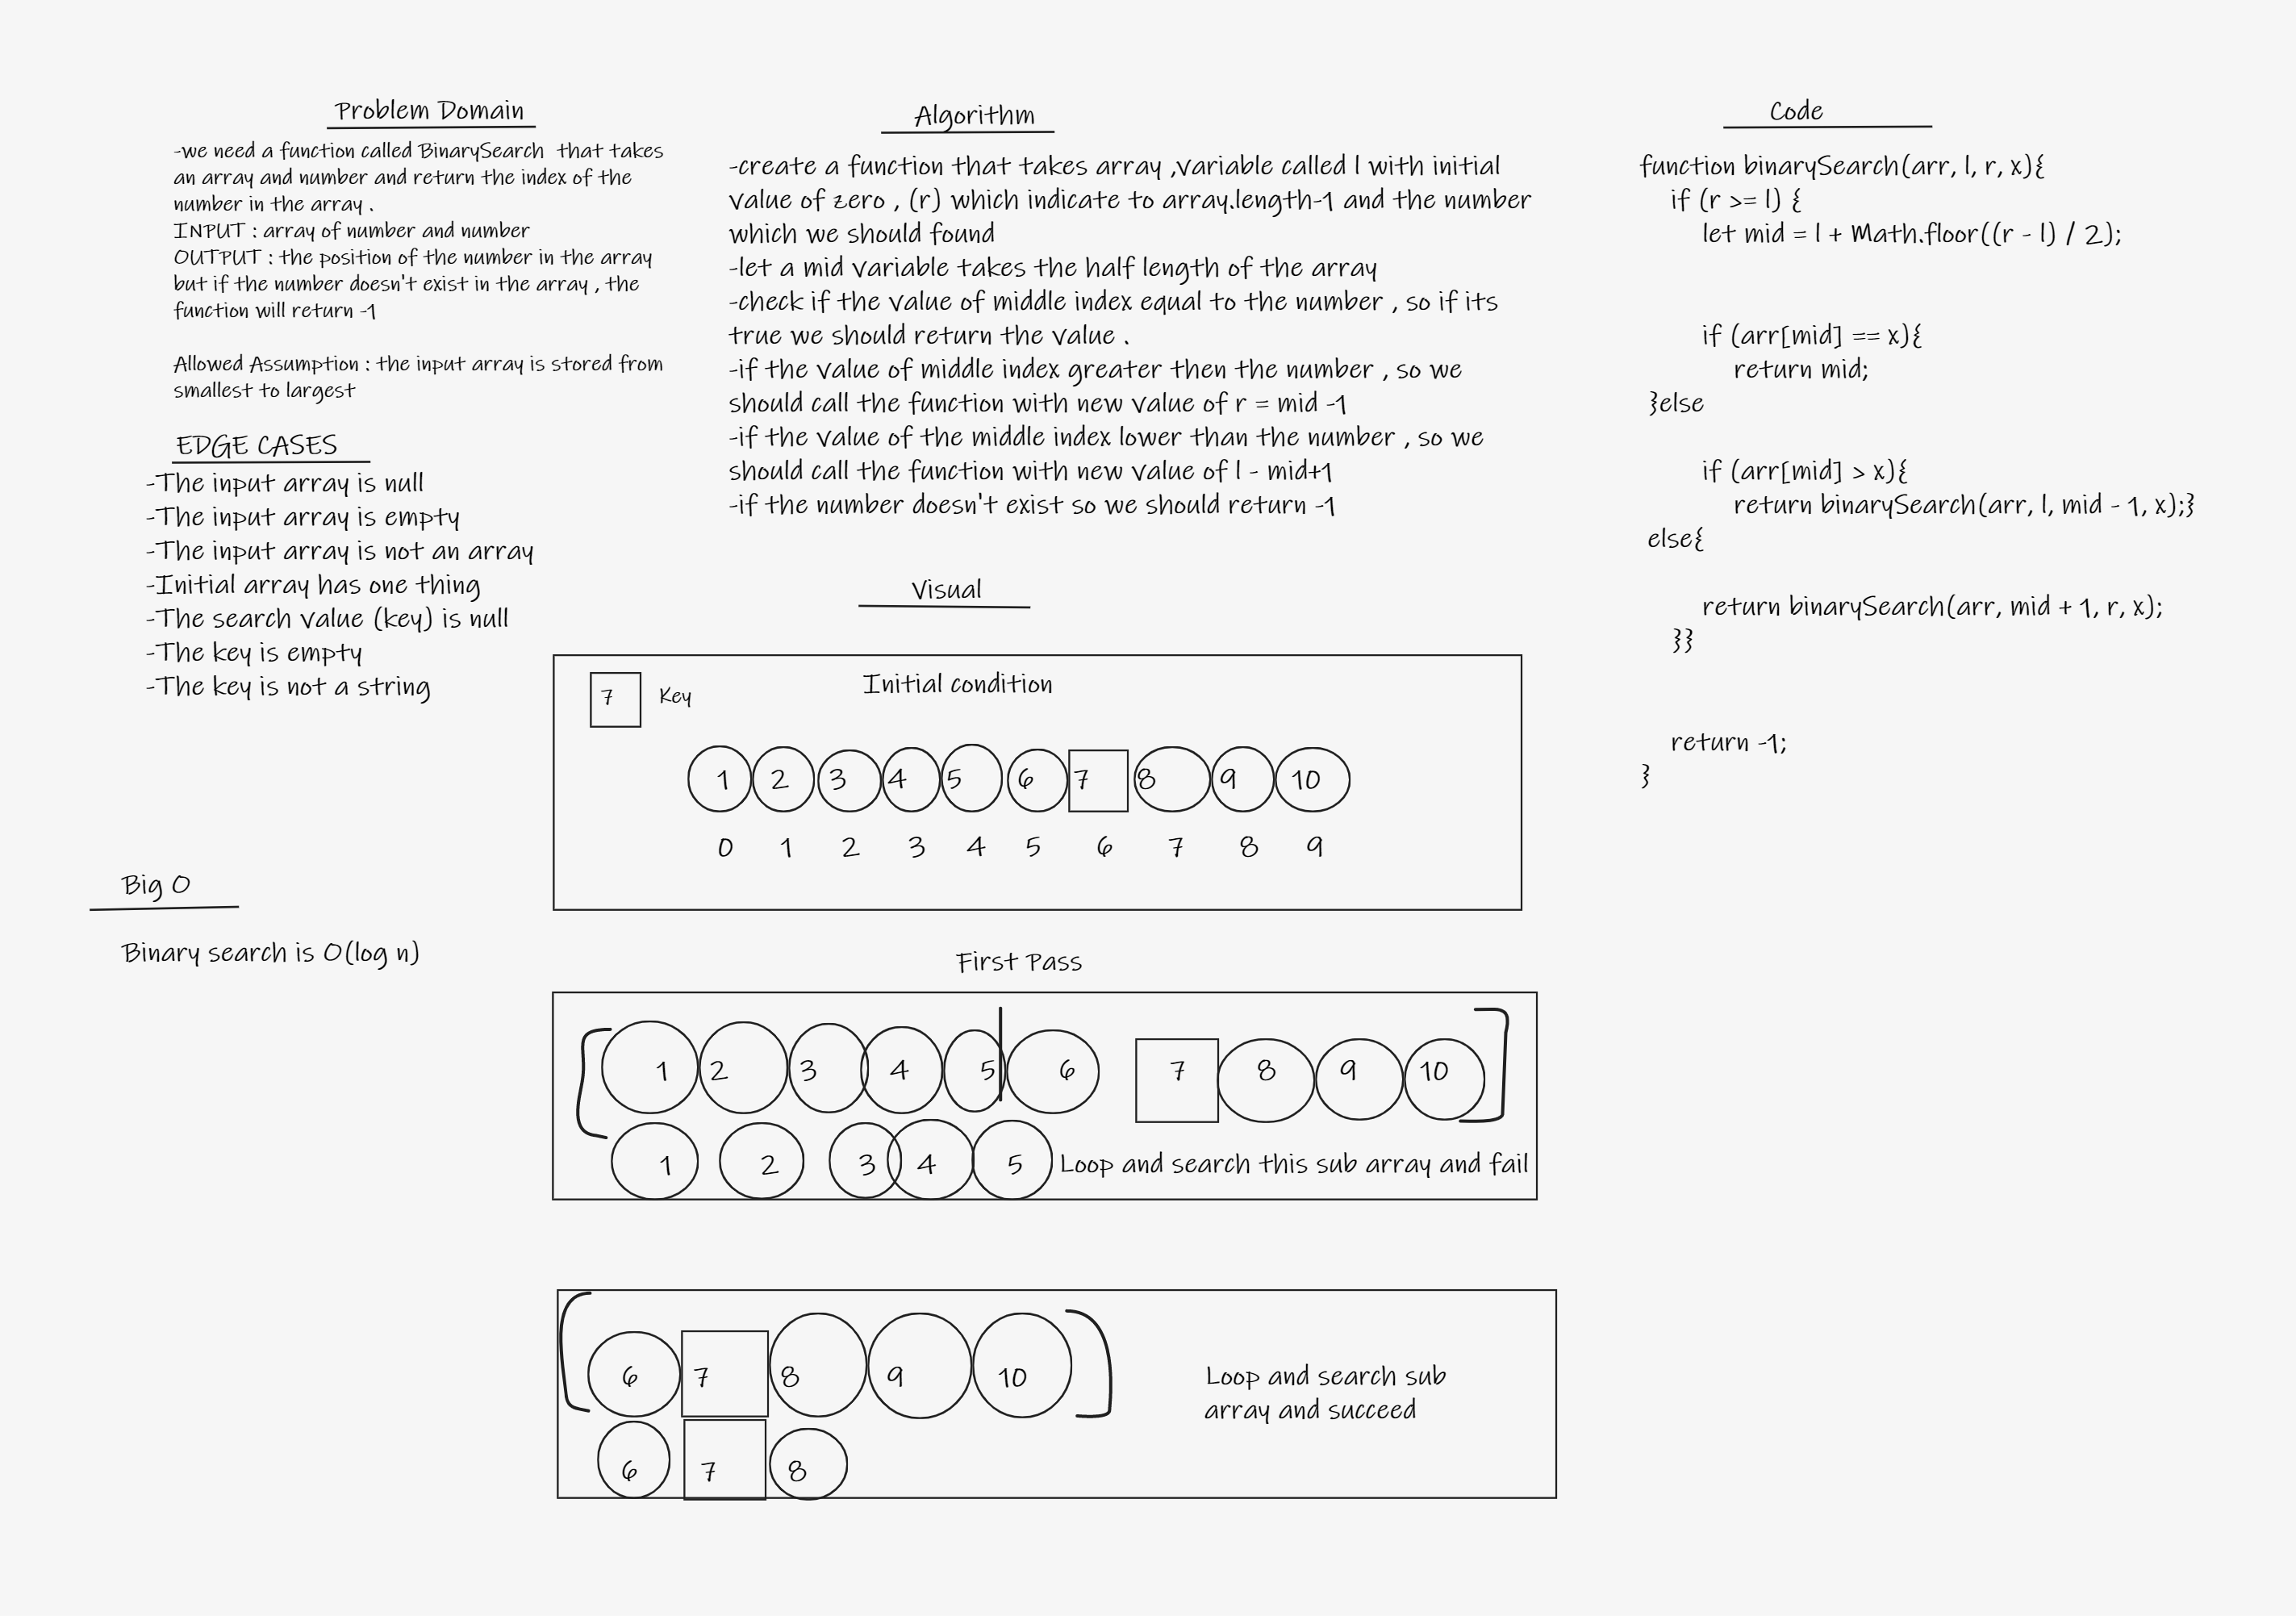 Problem Domain
-we need a function called BinarySearch  that takes
an array and number and return the index of the
number in the array .
INPUT : array of number and number
OUTPUT : the position of the number in the array
but if the number doesn't exist in the array , the
function will return -1
Allowed Assumption : the input array is stored from
smallest to largest
EDGE CASES
-The input array is null
-The input array is empty
-The input array is not an array
-Initial array has one thing
-The search value (key) is null
-The key is empty
-The key is not a string
Big O
Binary search is O(log n)
Algorithm
-create a function that takes array ,variable called l with initial
value of zero , (r) which indicate to array.length-1 and the number
which we should found
-let a mid variable takes the half length of the array
-check if the value of middle index equal to the number , so if its
true we should return the value .
-if the value of middle index greater then the number , so we
should call the function with new value of r = mid -1
-if the value of the middle index lower than the number , so we
should call the function with new value of l - mid+1
-if the number doesn't exist so we should return -1
Visual
Initial condition
7 Key
1 2 3 4 5 6 7 8 9 10
0 1 2 3 4 5 6 7 8 9
First Pass
1 2 3 4 5 6 7 8 9 10
1 2 3 4 5 Loop and search this sub array and fail
6 7 8 9 10
Loop and search sub
array and succeed
6 7 8
Code
function binarySearch(arr, l, r, x){
if (r >= l) {
let mid = l + Math.floor((r - l) / 2);
if (arr[mid] == x){
return mid;
}else
if (arr[mid] > x){
return binarySearch(arr, l, mid - 1, x);}
else{
return binarySearch(arr, mid + 1, r, x);
}}
return -1;
}